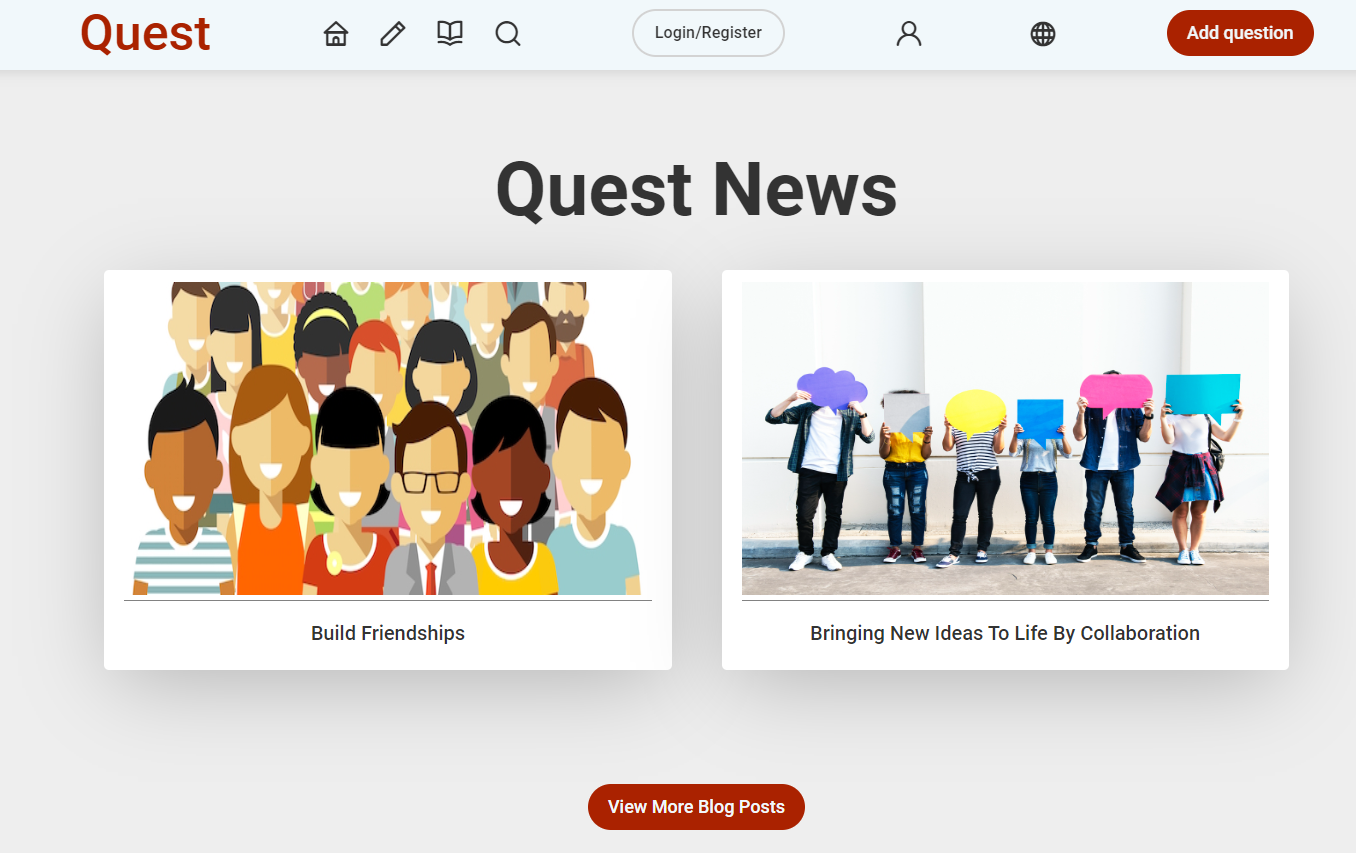 Quest
Login/Register
Add question
Quest News
Build Friendships
Bringing New Ideas To Life By Collaboration
View More Blog Posts